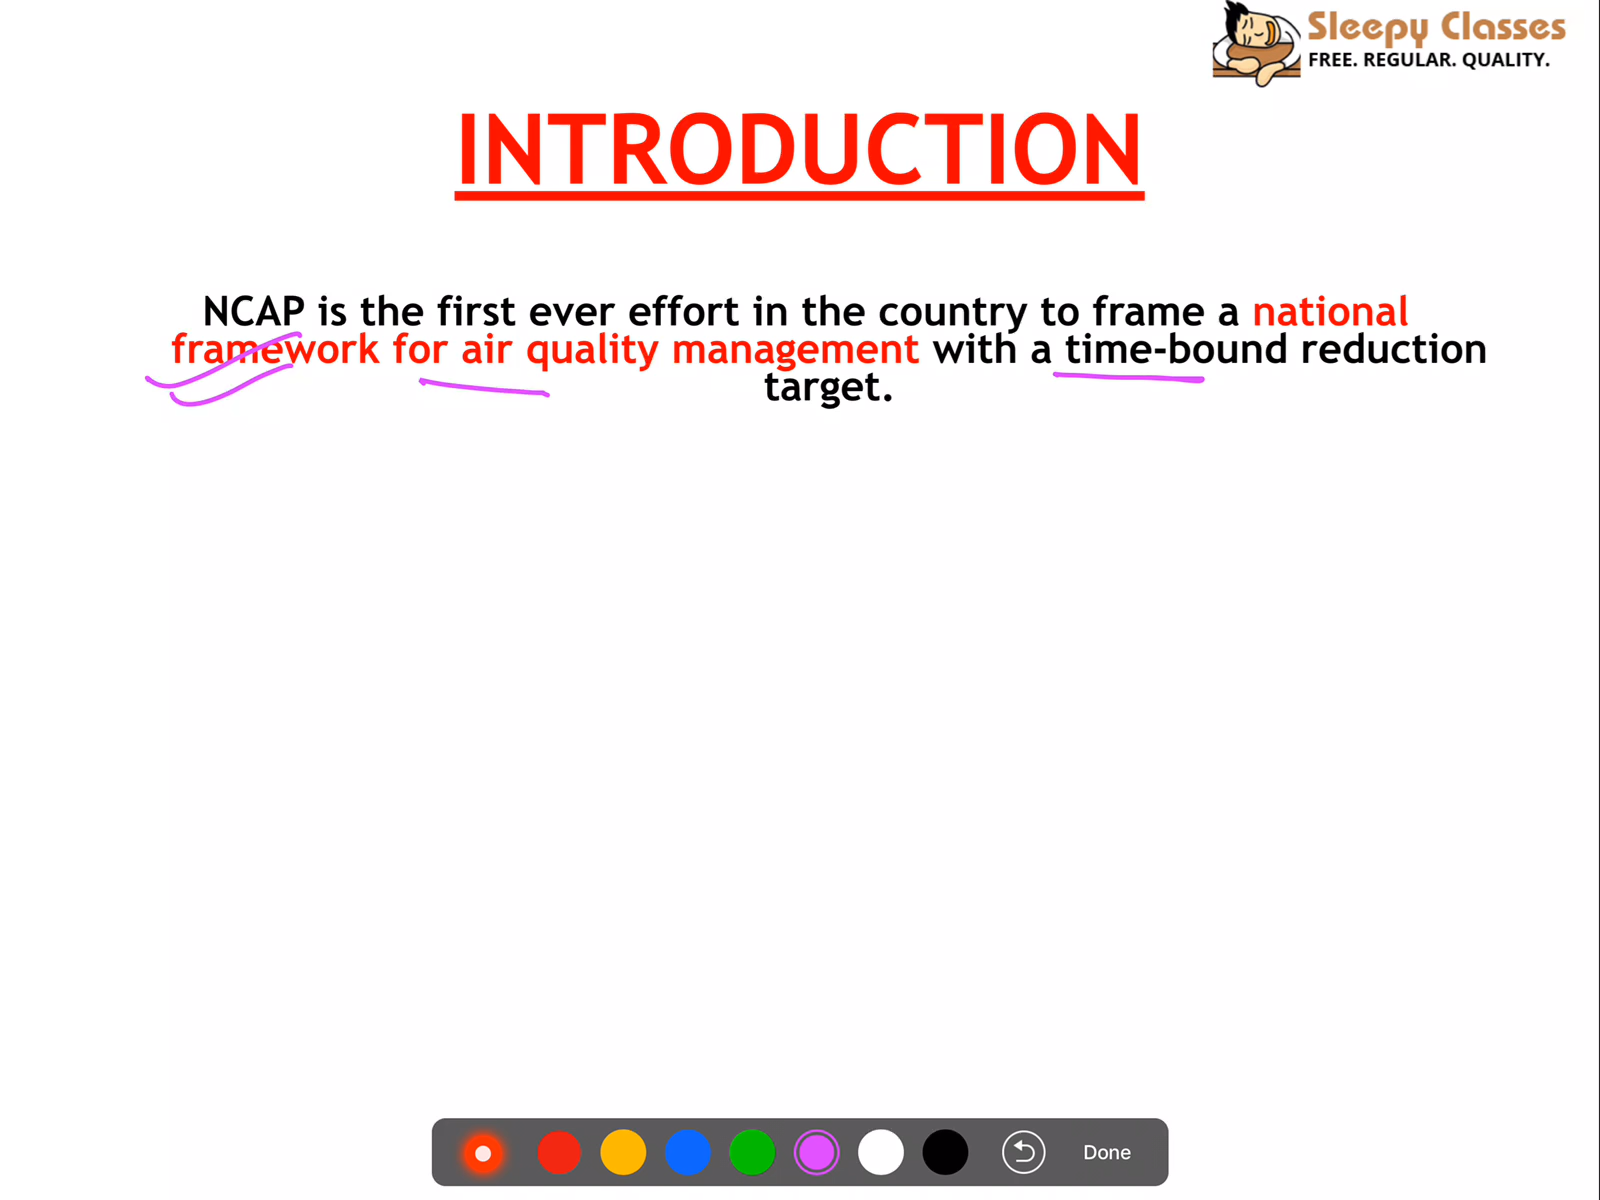 Sleepy Classes
FREE. REGULAR. QUALITY.
INTRODUCTION
NCAP is the first ever effort in the country to frame a national
framework for air quality management with a time-bound reduction
target.
Done